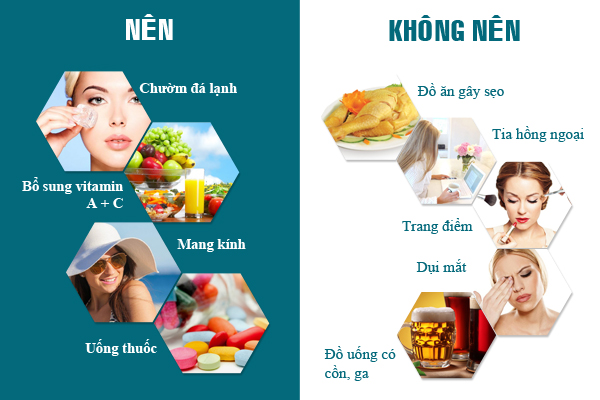 NÊN
Chườm đá lạnh
Bổ sung vitamin
A + C
Mang kính
Uống thuốc
KHÔNG NÊN
Đồ ăn gây sẹo
Tia hồng ngoại
Trang điểm
Dụi mắt
Đồ uống có
cồn, ga